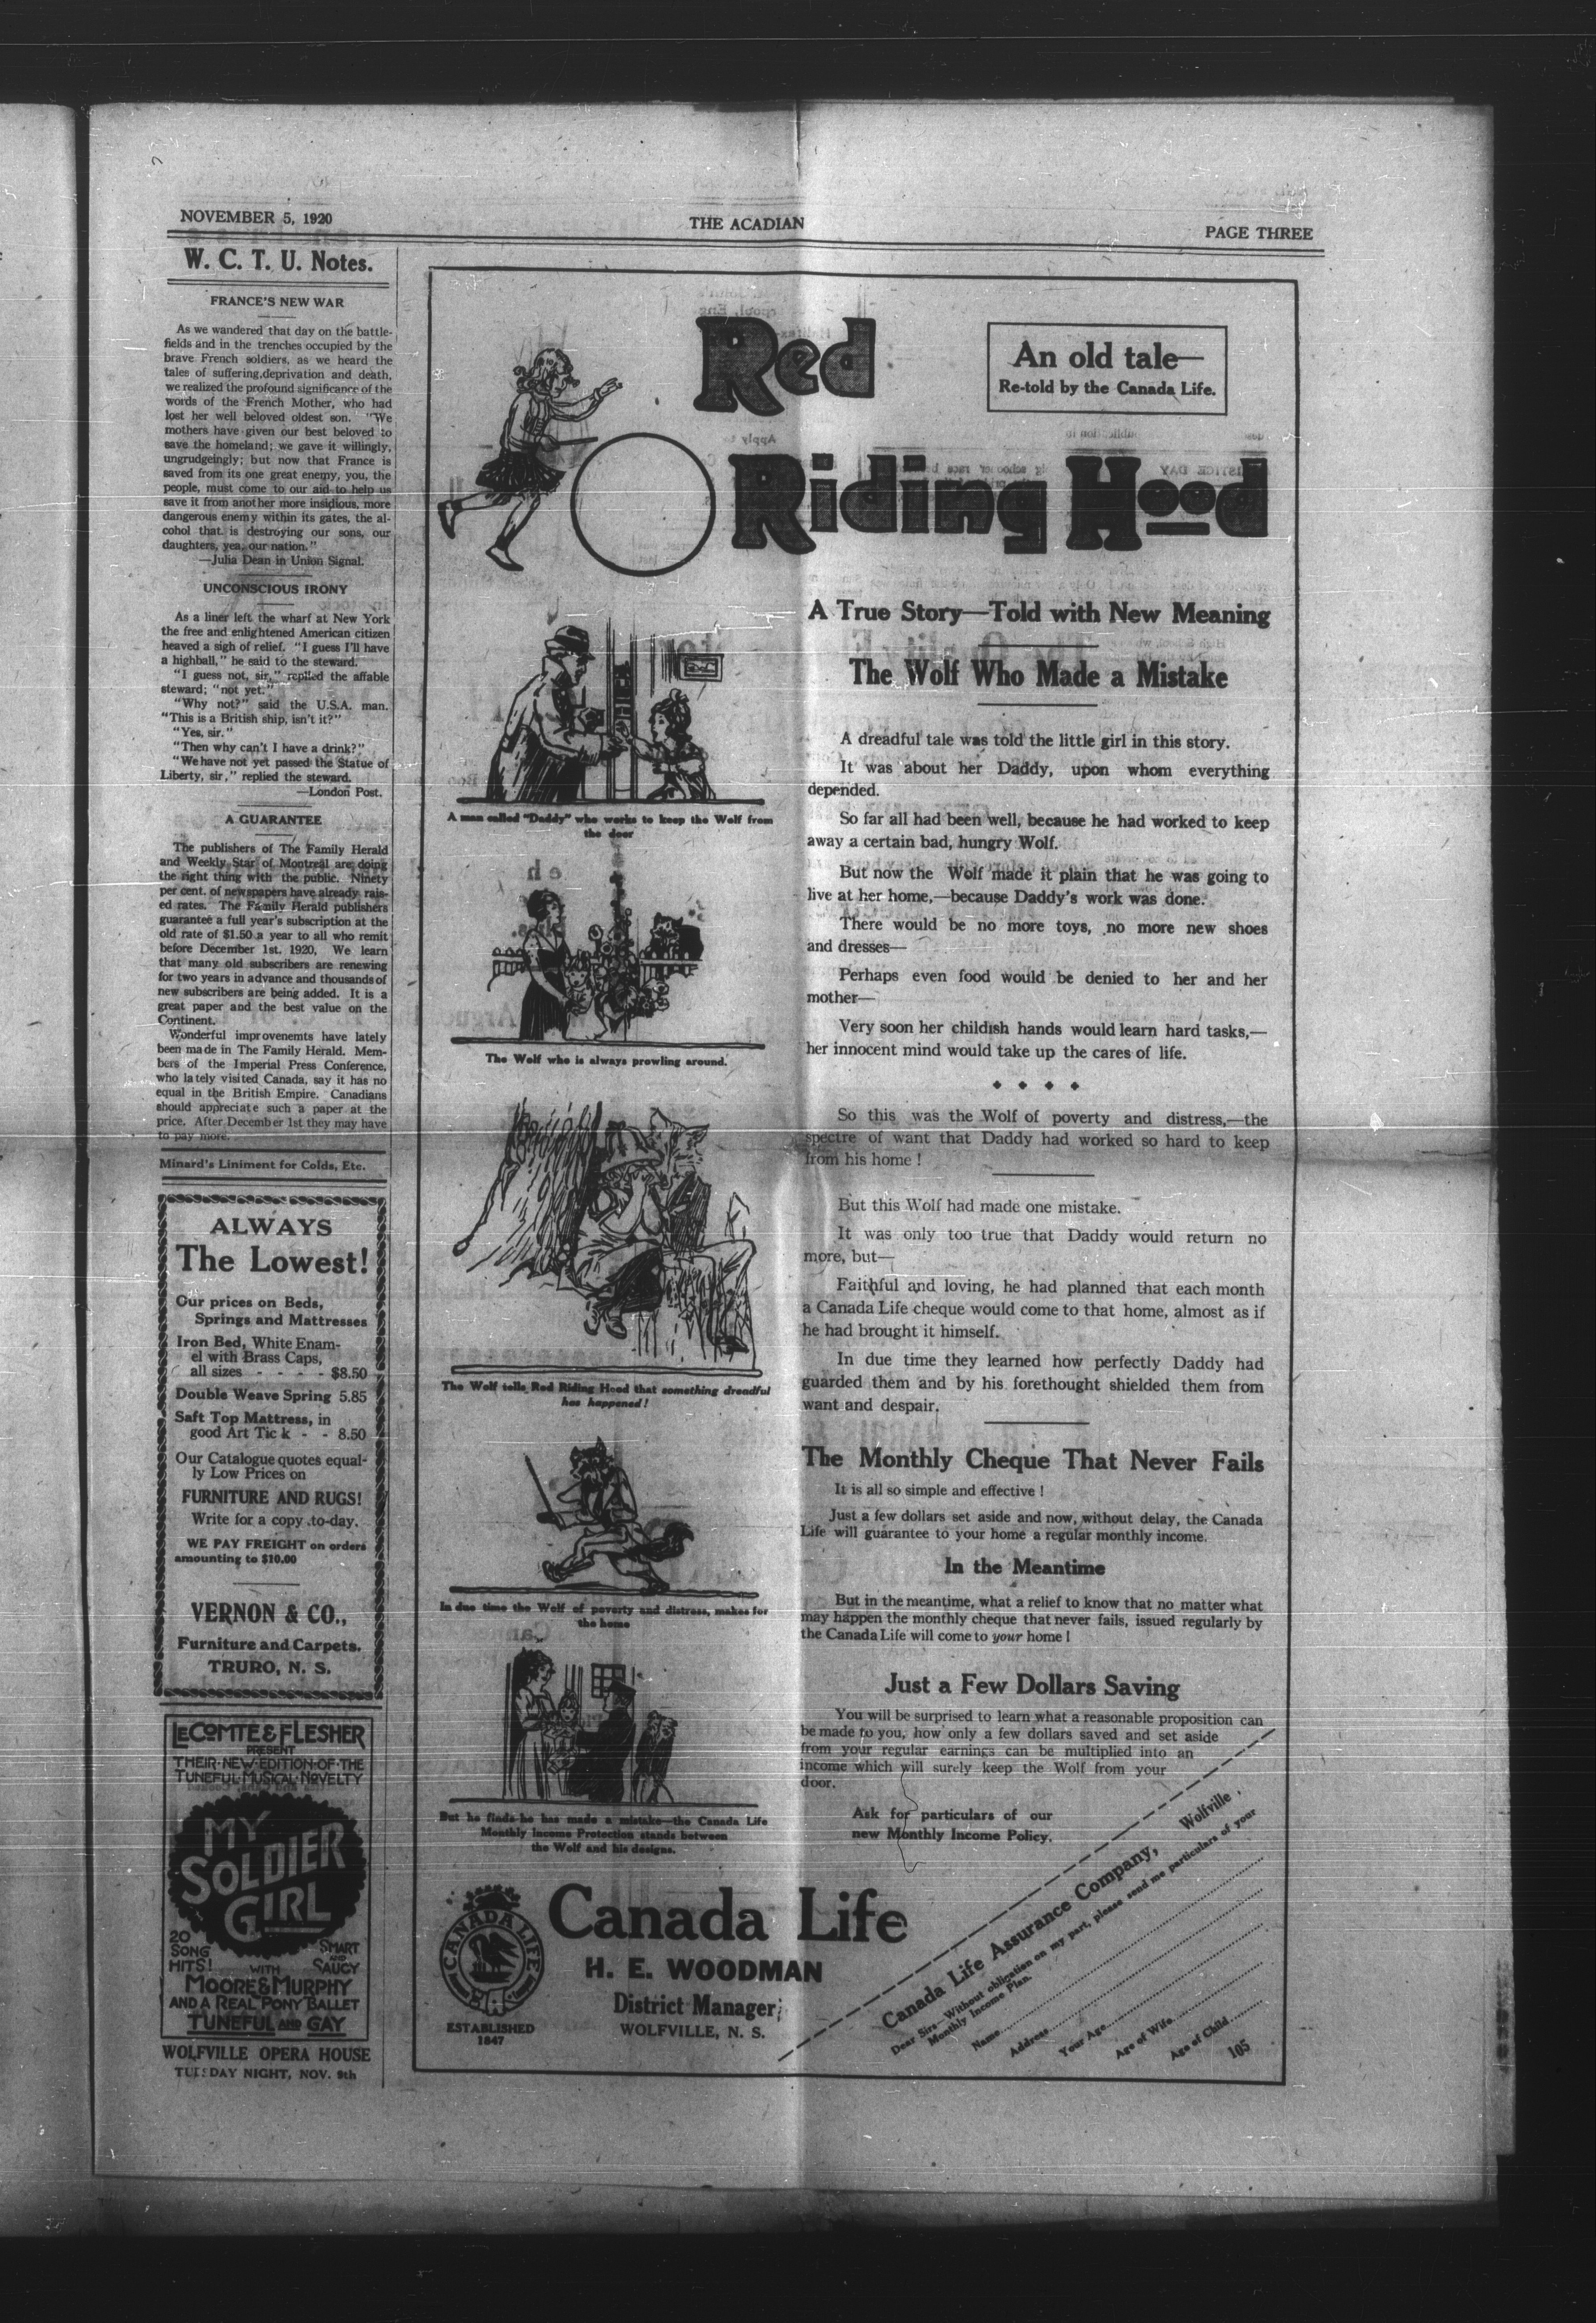 NOVEMBER 5, 1920
THE ACADIAN
PAGE THREE
W. C. T. U. Notes.
FRANCE'S NEW WAR
As we wandered that day on the battle-
fields and in the trenches occupied by the
brave French soldiers, as we heard the
tales of suffering,deprivation and death,
we realized the profound significance of the
words of the French Mother, who had
lost her well beloved oldest son. "We
mothers have given our best beloved to
save the homeland; we gave it willingly,
ungrudgeingly; but now that France is
saved from its one great enemy, you, the
people, must come to our aid to help us
save it from another more insidious, more
dangerous enemy within its gates, the al-
cohol that is destroying our sons, our
daughters, yea, our nation."
—Julia Dean in Union Signal.
UNCONSCIOUS IRONY
As a liner left the wharf at New York
the free and enlightened American citizen
heaved a sigh of relief. "I guess I'll have
a highball," he said to the steward.
"I guess not, sir," replied the affable
steward; "not yet."
"Why not?" said the U.S.A. man.
"This is a British ship, isn't it?"
"Yes, sir."
"Then why can't I have a drink?"
"We have not yet passed the Statue of
Liberty, sir," replied the steward.
—London Post.
A GUARANTEE
The publishers of The Family Herald
and Weekly Star of Montreal are doing
the right thing with the public. Ninety
per cent. of newspapers have already rais-
ed rates. The Family Herald publishers
guarantee a full year's subscription at the
old rate of $1.50 a year to all who remit
before December 1st, 1920. We learn
that many old subscribers are renewing
for two years in advance and thousands of
new subscribers are being added. It is a
great paper and the best value on the
Continent.
Wonderful improvenemts have lately
been made in The Family Herald. Mem-
bers of the Imperial Press Conference,
who lately visited Canada, say it has no
equal in the British Empire. Canadians
should appreciate such a paper at the
price. After December 1st they may have
to pay more.
Minard's Liniment for Colds, Etc.
ALWAYS
The Lowest!
Our prices on Beds,
Springs and Mattresses
Iron Bed, White Enam-
el with Brass Caps,
all sizes - - - - $8.50
Double Weave Spring 5.85
Saft Top Mattress, in
good Art Tick - - 8.50
Our Catalogue quotes equal-
ly Low Prices on
FURNITURE AND RUGS!
Write for a copy to-day.
WE PAY FREIGHT on orders
amounting to $10.00
VERNON & CO.,
Furniture and Carpets.
TRURO, N. S.
LECOMTE & FLESHER
PRESENT
THEIR·NEW·EDITION·OF·THE
TUNEFUL·MUSICAL·NOVELTY
MY
SOLDIER
GIRL
20
SONG
HITS!
WITH
SMART
AND
SAUCY
MOORE & MURPHY
AND A REAL PONY BALLET
TUNEFUL AND GAY
WOLFVILLE OPERA HOUSE
TUESDAY NIGHT, NOV. 9th
Red
Riding Hood
An old tale—
Re-told by the Canada Life.
A man called "Daddy" who works to keep the Wolf from
the door
The Wolf who is always prowling around.
The Wolf tells Red Riding Hood that something dreadful
has happened!
In due time the Wolf of poverty and distress, makes for
the home
But he finds he has made a mistake—the Canada Life
Monthly Income Protection stands between
the Wolf and his designs.
A True Story—Told with New Meaning
The Wolf Who Made a Mistake
A dreadful tale was told the little girl in this story.
It was about her Daddy, upon whom everything
depended.
So far all had been well, because he had worked to keep
away a certain bad, hungry Wolf.
But now the Wolf made it plain that he was going to
live at her home,—because Daddy's work was done.
There would be no more toys, no more new shoes
and dresses—
Perhaps even food would be denied to her and her
mother—
Very soon her childish hands would learn hard tasks,—
her innocent mind would take up the cares of life.
So this was the Wolf of poverty and distress,—the
spectre of want that Daddy had worked so hard to keep
from his home !
But this Wolf had made one mistake.
It was only too true that Daddy would return no
more, but—
Faithful and loving, he had planned that each month
a Canada Life cheque would come to that home, almost as if
he had brought it himself.
In due time they learned how perfectly Daddy had
guarded them and by his forethought shielded them from
want and despair.
The Monthly Cheque That Never Fails
It is all so simple and effective !
Just a few dollars set aside and now, without delay, the Canada
Life will guarantee to your home a regular monthly income.
In the Meantime
But in the meantime, what a relief to know that no matter what
may happen the monthly cheque that never fails, issued regularly by
the Canada Life will come to your home !
Just a Few Dollars Saving
You will be surprised to learn what a reasonable proposition can
be made to you, how only a few dollars saved and set aside
from your regular earnings can be multiplied into an
income which will surely keep the Wolf from your
door.
Ask for particulars of our
new Monthly Income Policy.
CANADA LIFE
ESTABLISHED
1847
Canada Life
H. E. WOODMAN
District Manager,
WOLFVILLE, N. S.
Canada Life Assurance Company, Wolfville,
Dear Sirs—Without obligation on my part, please send me particulars of your
Monthly Income Plan.
Name
Address
Your Age
Age of Wife
Age of Child
105